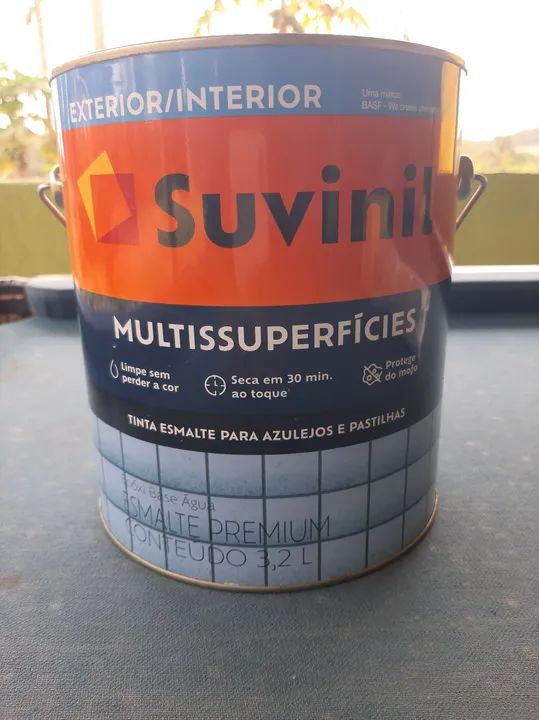 EXTERIOR/INTERIOR
Uma marca
BASF - We create chemistry
Suvinil
MULTISSUPERFÍCIES
Limpe sem
perder a cor
Seca em 30 min.
ao toque
Protege
do mofo
TINTA ESMALTE PARA AZULEJOS E PASTILHAS
Epóxi Base Água
ESMALTE PREMIUM
CONTEÚDO 3,2 L